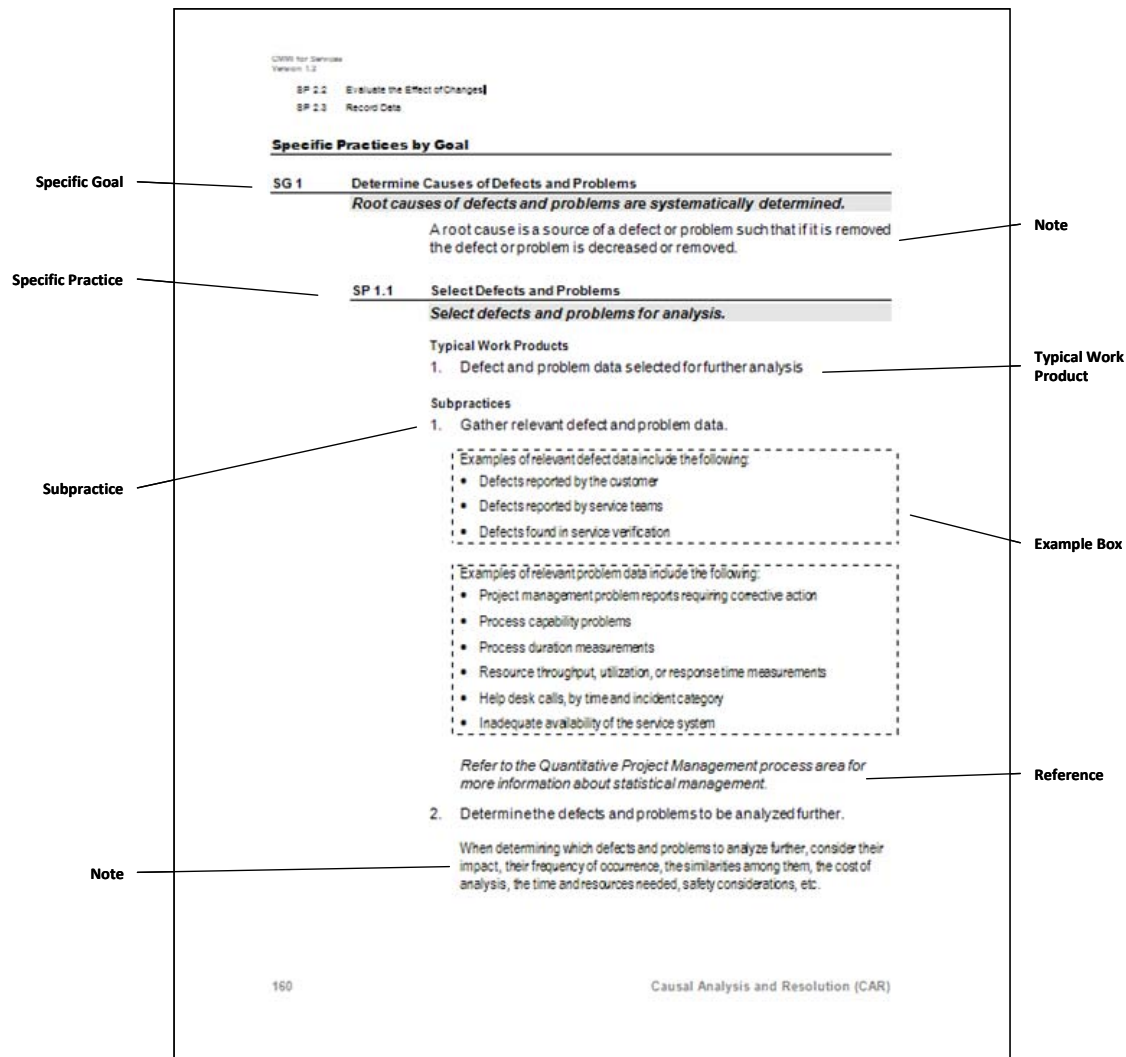 CMMI for Services
Version 1.2
SP 2.2 Evaluate the Effect of Changes
SP 2.3 Record Data
Specific Practices by Goal
Specific Goal
SG 1 Determine Causes of Defects and Problems
Root causes of defects and problems are systematically determined.
A root cause is a source of a defect or problem such that if it is removed
the defect or problem is decreased or removed.
Note
Specific Practice
SP 1.1 Select Defects and Problems
Select defects and problems for analysis.
Typical Work Products
1. Defect and problem data selected for further analysis
Typical Work
Product
Subpractices
1. Gather relevant defect and problem data.
Subpractice
Examples of relevant defect data include the following:
• Defects reported by the customer
• Defects reported by service teams
• Defects found in service verification
Example Box
Examples of relevant problem data include the following:
• Project management problem reports requiring corrective action
• Process capability problems
• Process duration measurements
• Resource throughput, utilization, or response time measurements
• Help desk calls, by time and incident category
• Inadequate availability of the service system
Refer to the Quantitative Project Management process area for
more information about statistical management.
Reference
2. Determine the defects and problems to be analyzed further.
When determining which defects and problems to analyze further, consider their
impact, their frequency of occurrence, the similarities among them, the cost of
analysis, the time and resources needed, safety considerations, etc.
Note
160 Causal Analysis and Resolution (CAR)